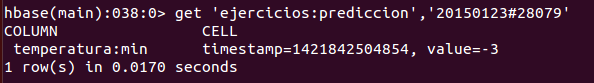 hbase(main):038:0> get 'ejercicios:prediccion','20150123#28079'
COLUMN CELL
temperatura:min timestamp=1421842504854, value=-3
1 row(s) in 0.0170 seconds